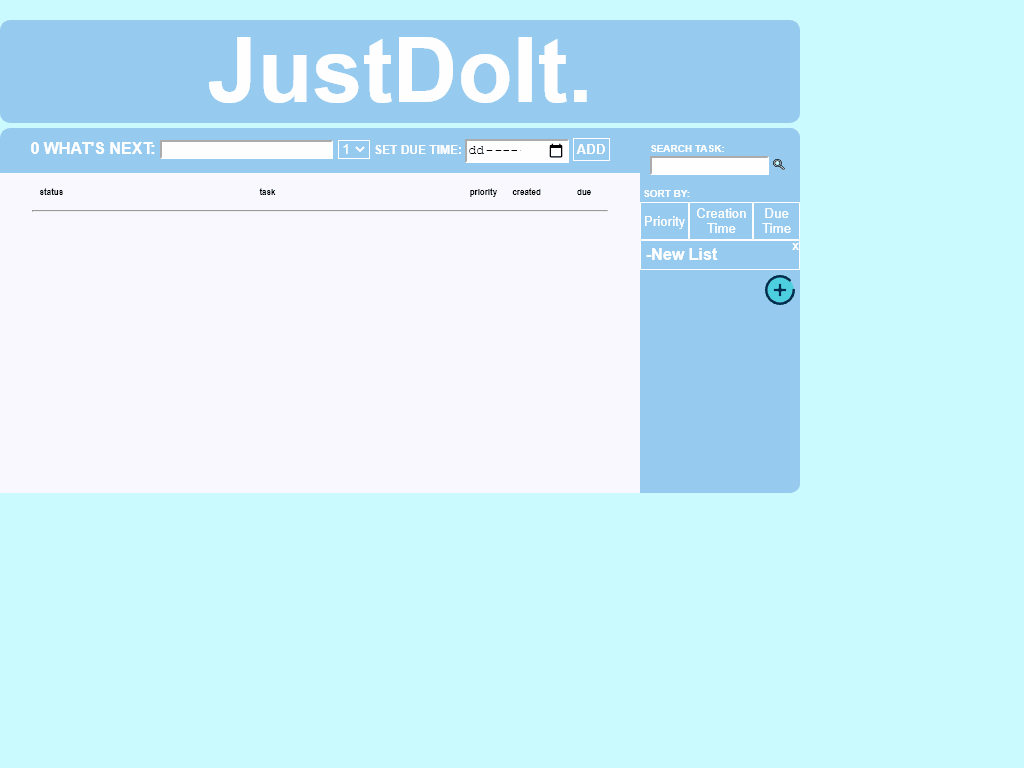 JustDoIt.
0 WHAT'S NEXT: 1 SET DUE TIME: dd---- ADD
SEARCH TASK:
status task priority created due
SORT BY:
Priority
Creation
Time
Due
Time
-New List x